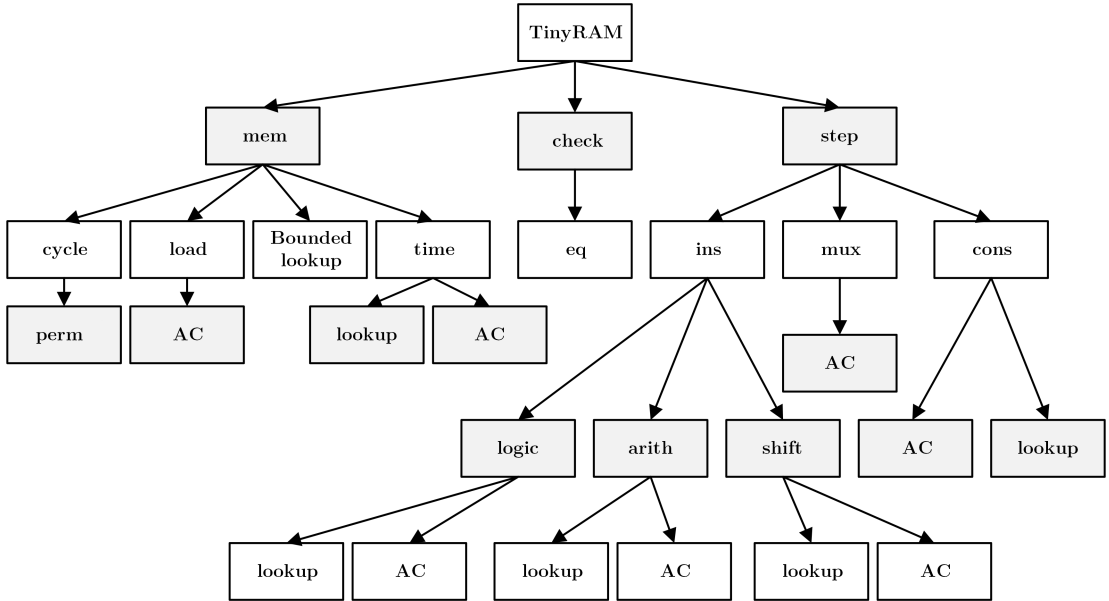 TinyRAM
mem
check
step
cycle
load
Bounded
lookup
time
eq
ins
mux
cons
perm
AC
lookup
AC
AC
logic
arith
shift
AC
lookup
lookup
AC
lookup
AC
lookup
AC